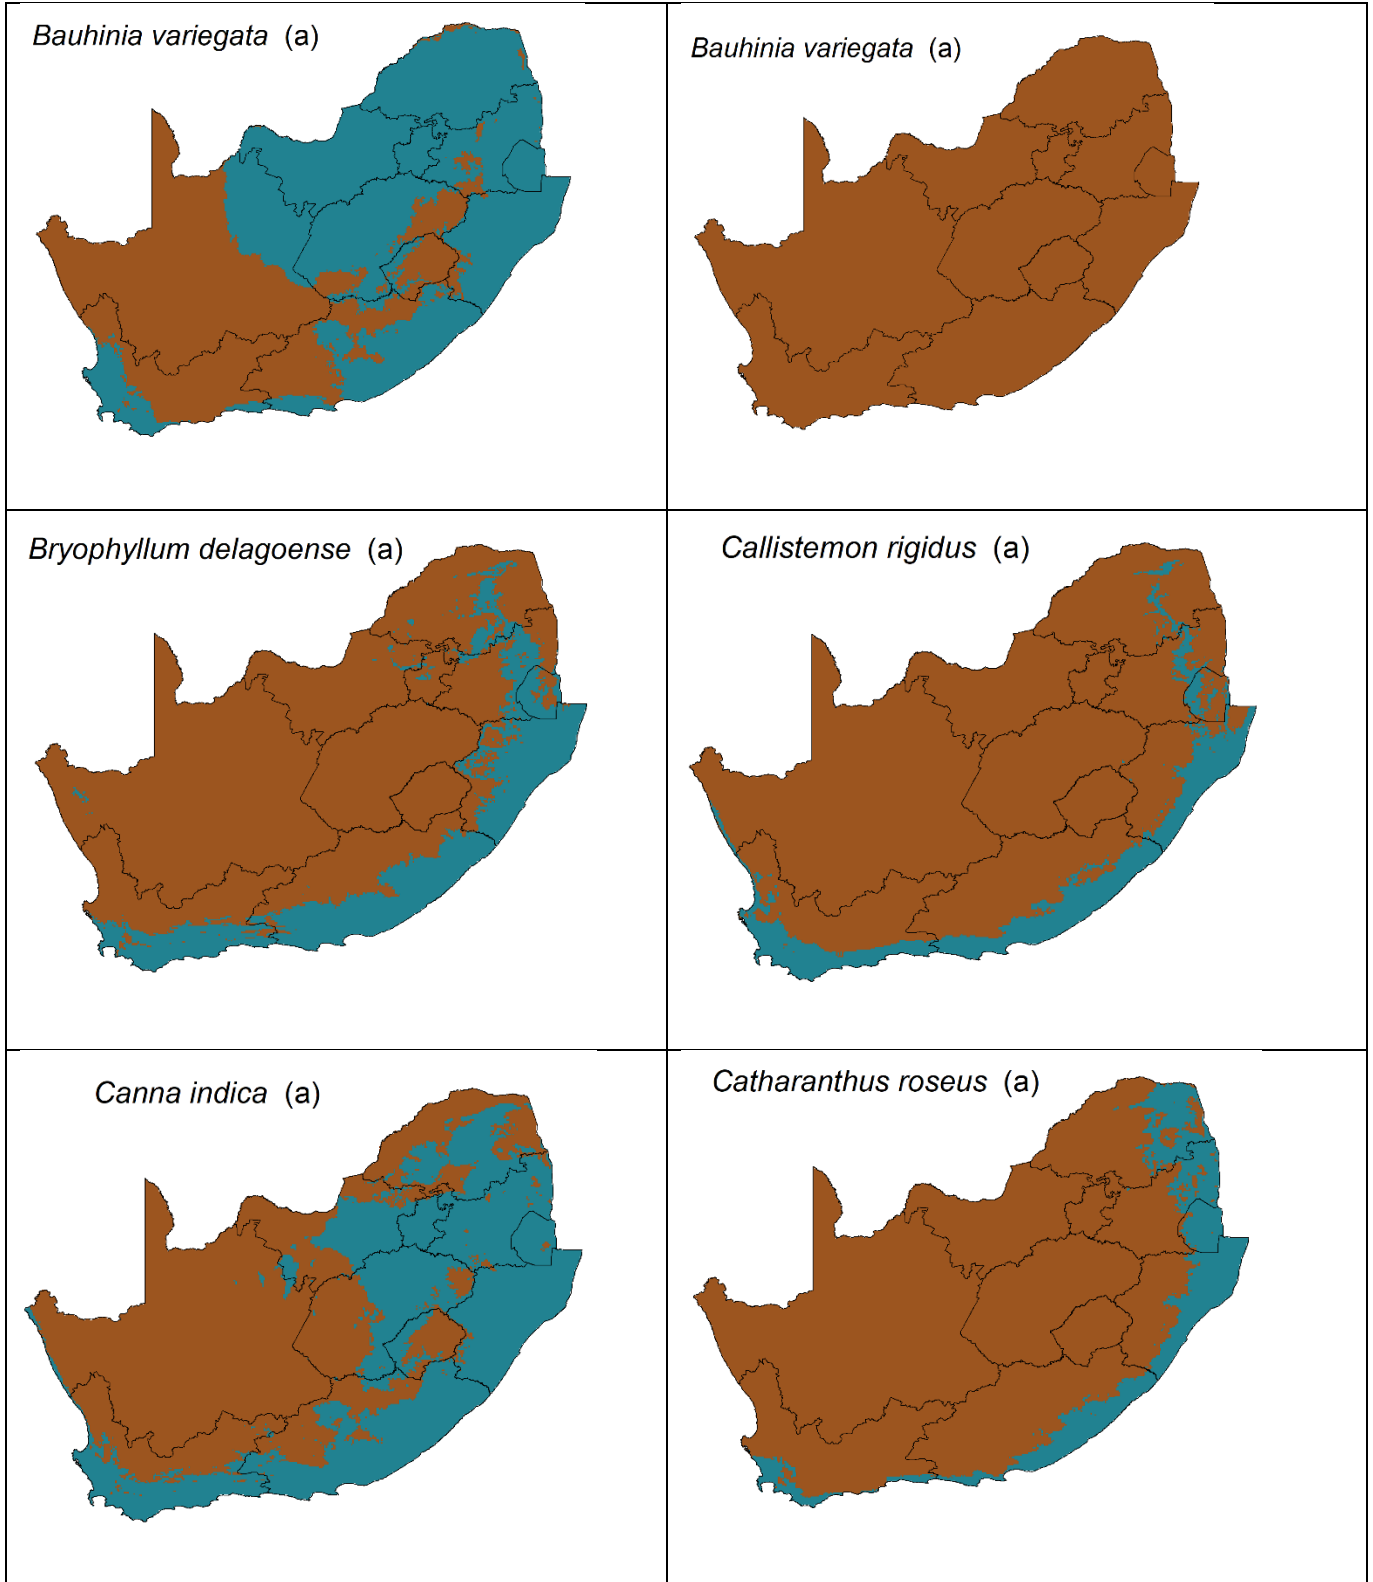 Bauhinia variegata (a)
Bauhinia variegata (a)
Bryophyllum delagoense (a)
Callistemon rigidus (a)
Canna indica (a)
Catharanthus roseus (a)